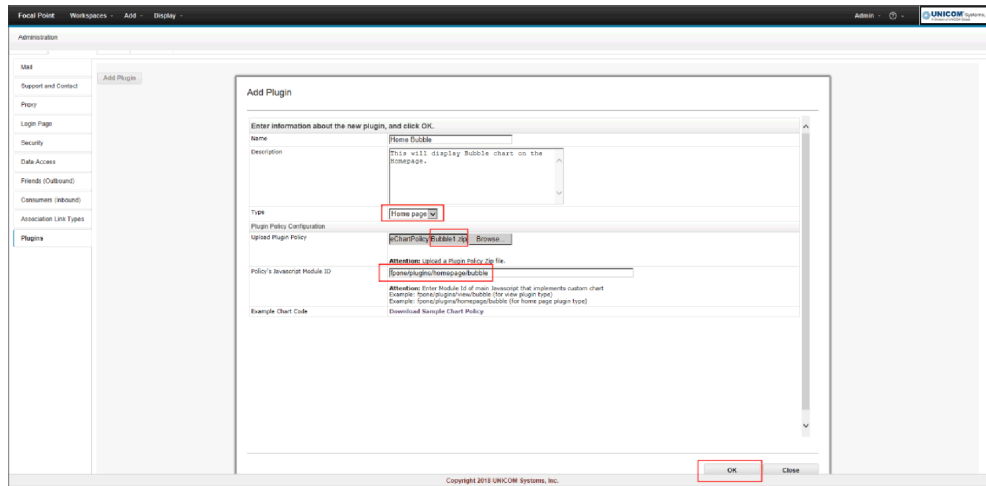 Focal Point Workspaces Add Display Admin UNICOM Systems,
Administration
Mail
Support and Contact
Proxy
Login Page
Security
Data Access
Friends (Outbound)
Consumers (Inbound)
Association Link Types
Plugins
Add Plugin
Add Plugin
Enter information about the new plugin, and click OK.
Name Home Bubble
Description This will display Bubble chart on the
Homepage.
Type Home page
Plugin Policy Configuration
Upload Plugin Policy eChartPolicy Bubble1.zip Browse...
Attention: Upload a Plugin Policy Zip file.
Policy's Javascript Module ID fpone/plugins/homepage/bubble
Attention: Enter Module Id of main Javascript that implements custom chart
Example: fpone/plugins/view/bubble (for view plugin type)
Example: fpone/plugins/homepage/bubble (for home page plugin type)
Example Chart Code Download Sample Chart Policy
OK Close
Copyright 2018 UNICOM Systems, Inc.